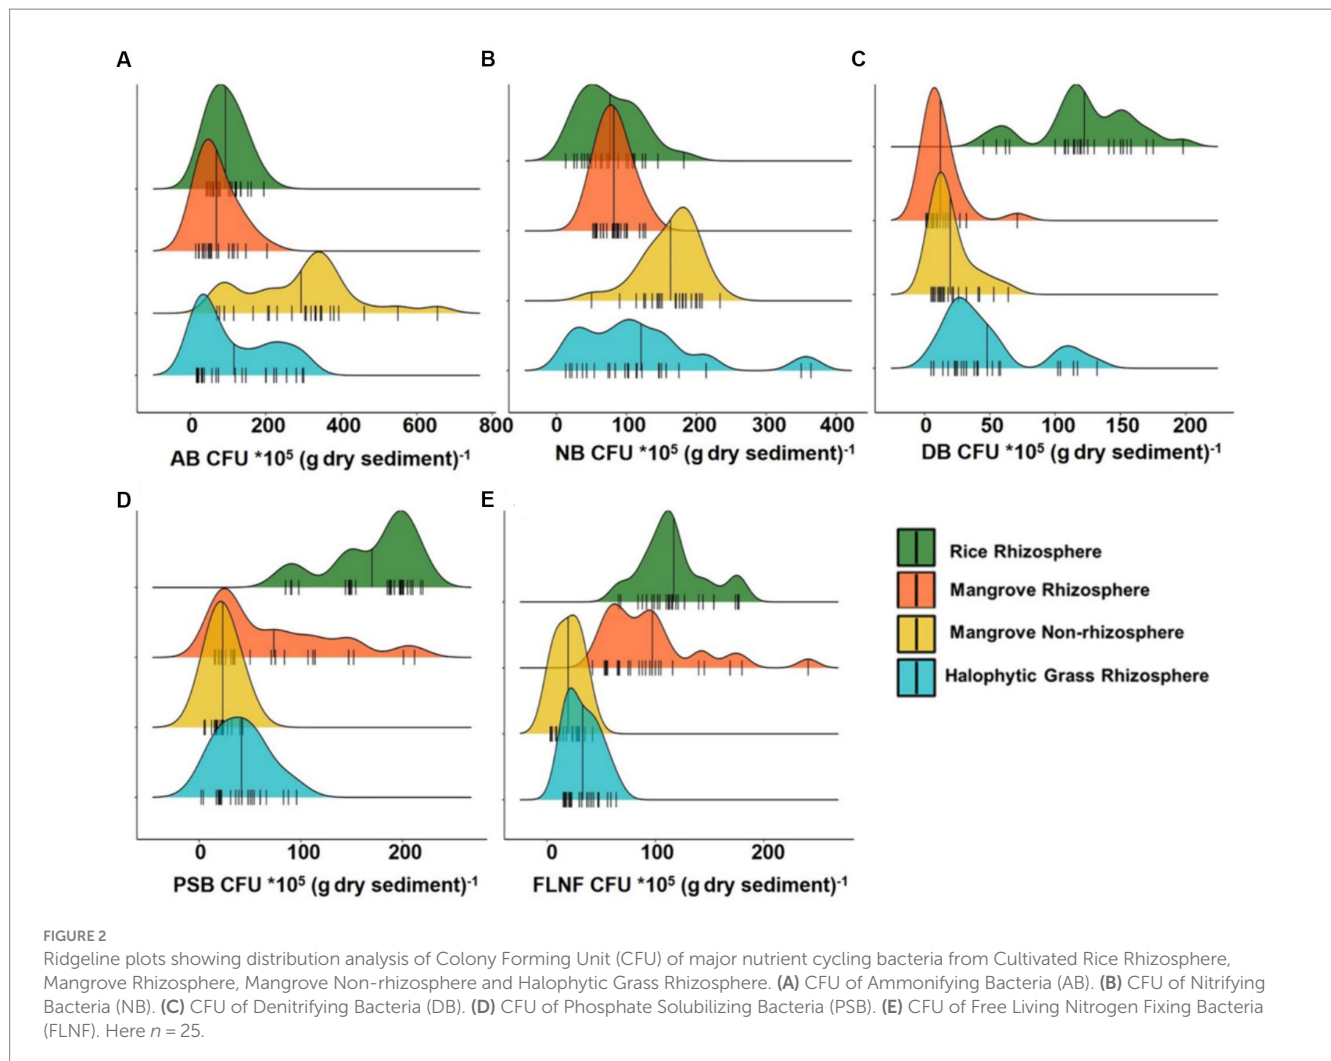 A
B
C
0 200 400 600 800
AB CFU *10⁵ (g dry sediment)⁻¹
0 100 200 300 400
NB CFU *10⁵ (g dry sediment)⁻¹
0 50 100 150 200
DB CFU *10⁵ (g dry sediment)⁻¹
D
E
0 100 200
PSB CFU *10⁵ (g dry sediment)⁻¹
0 100 200
FLNF CFU *10⁵ (g dry sediment)⁻¹
Rice Rhizosphere
Mangrove Rhizosphere
Mangrove Non-rhizosphere
Halophytic Grass Rhizosphere
FIGURE 2
Ridgeline plots showing distribution analysis of Colony Forming Unit (CFU) of major nutrient cycling bacteria from Cultivated Rice Rhizosphere,
Mangrove Rhizosphere, Mangrove Non-rhizosphere and Halophytic Grass Rhizosphere. (A) CFU of Ammonifying Bacteria (AB). (B) CFU of Nitrifying
Bacteria (NB). (C) CFU of Denitrifying Bacteria (DB). (D) CFU of Phosphate Solubilizing Bacteria (PSB). (E) CFU of Free Living Nitrogen Fixing Bacteria
(FLNF). Here n = 25.